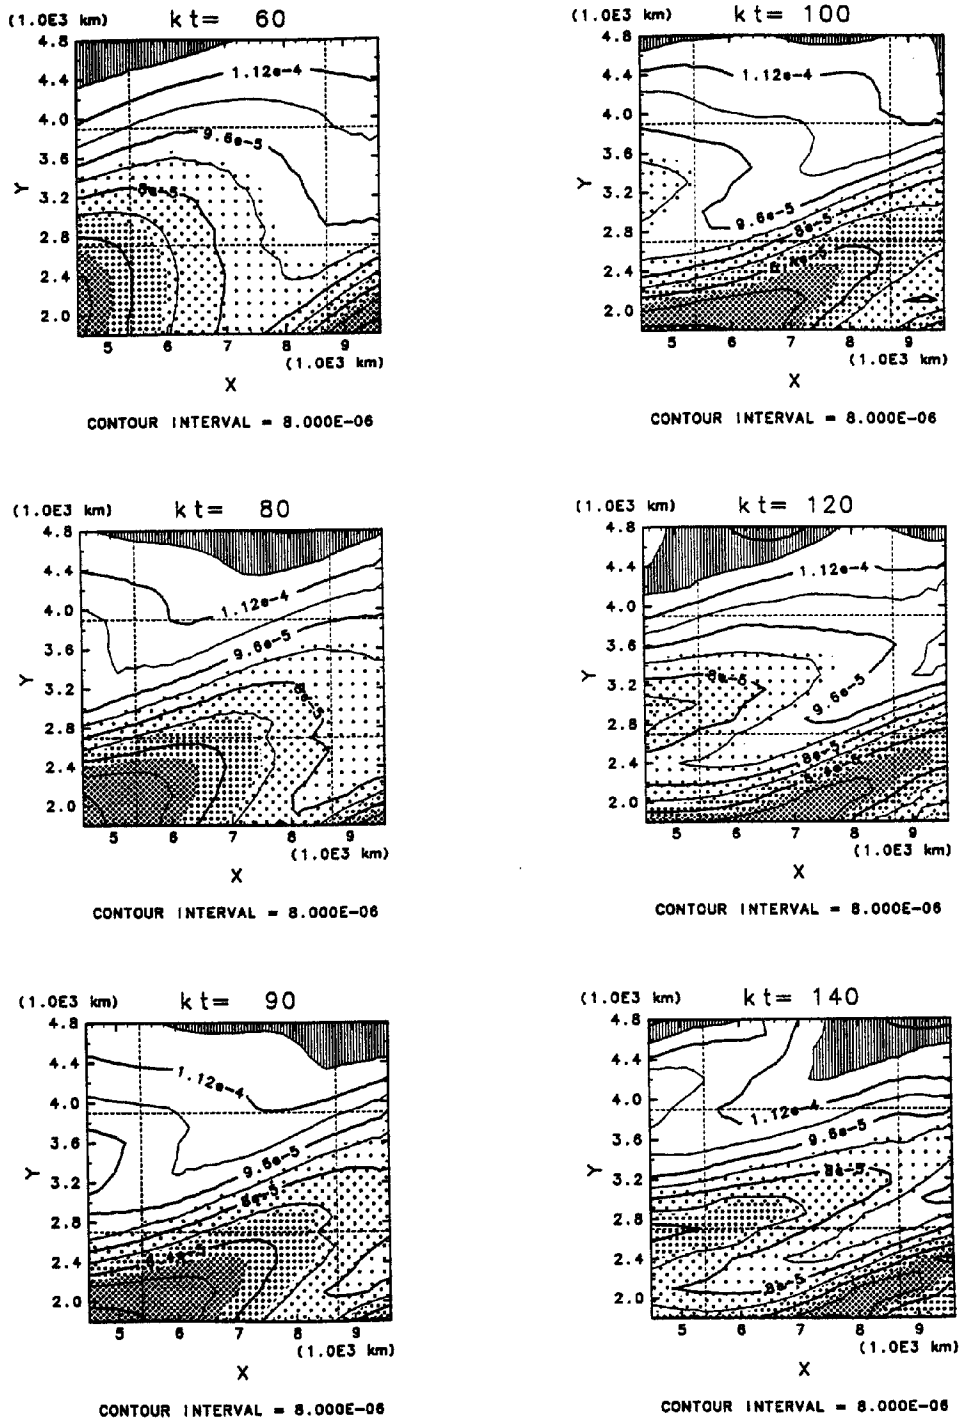 (1.0E3 km) kt= 60
4.8
4.4
4.0
3.6
3.2
2.8
2.4
2.0
Y
1.12e-4
9.6e-5
8e-5
5 6 7 8 9
(1.0E3 km)
X
CONTOUR INTERVAL = 8.000E-06
(1.0E3 km) kt= 100
4.8
4.4
4.0
3.6
3.2
2.8
2.4
2.0
Y
1.12e-4
9.6e-5
8e-5
6.4e-5
5 6 7 8 9
(1.0E3 km)
X
CONTOUR INTERVAL = 8.000E-06
(1.0E3 km) kt= 80
4.8
4.4
4.0
3.6
3.2
2.8
2.4
2.0
Y
1.12e-4
9.6e-5
8e-5
5 6 7 8 9
(1.0E3 km)
X
CONTOUR INTERVAL = 8.000E-06
(1.0E3 km) kt= 120
4.8
4.4
4.0
3.6
3.2
2.8
2.4
2.0
Y
1.12e-4
8e-5
9.6e-5
8e-5
6.4e-5
5 6 7 8 9
(1.0E3 km)
X
CONTOUR INTERVAL = 8.000E-06
(1.0E3 km) kt= 90
4.8
4.4
4.0
3.6
3.2
2.8
2.4
2.0
Y
1.12e-4
9.6e-5
8e-5
6.4e-5
5 6 7 8 9
(1.0E3 km)
X
CONTOUR INTERVAL = 8.000E-06
(1.0E3 km) kt= 140
4.8
4.4
4.0
3.6
3.2
2.8
2.4
2.0
Y
1.12e-4
9.6e-5
8e-5
8e-5
5 6 7 8 9
(1.0E3 km)
X
CONTOUR INTERVAL = 8.000E-06